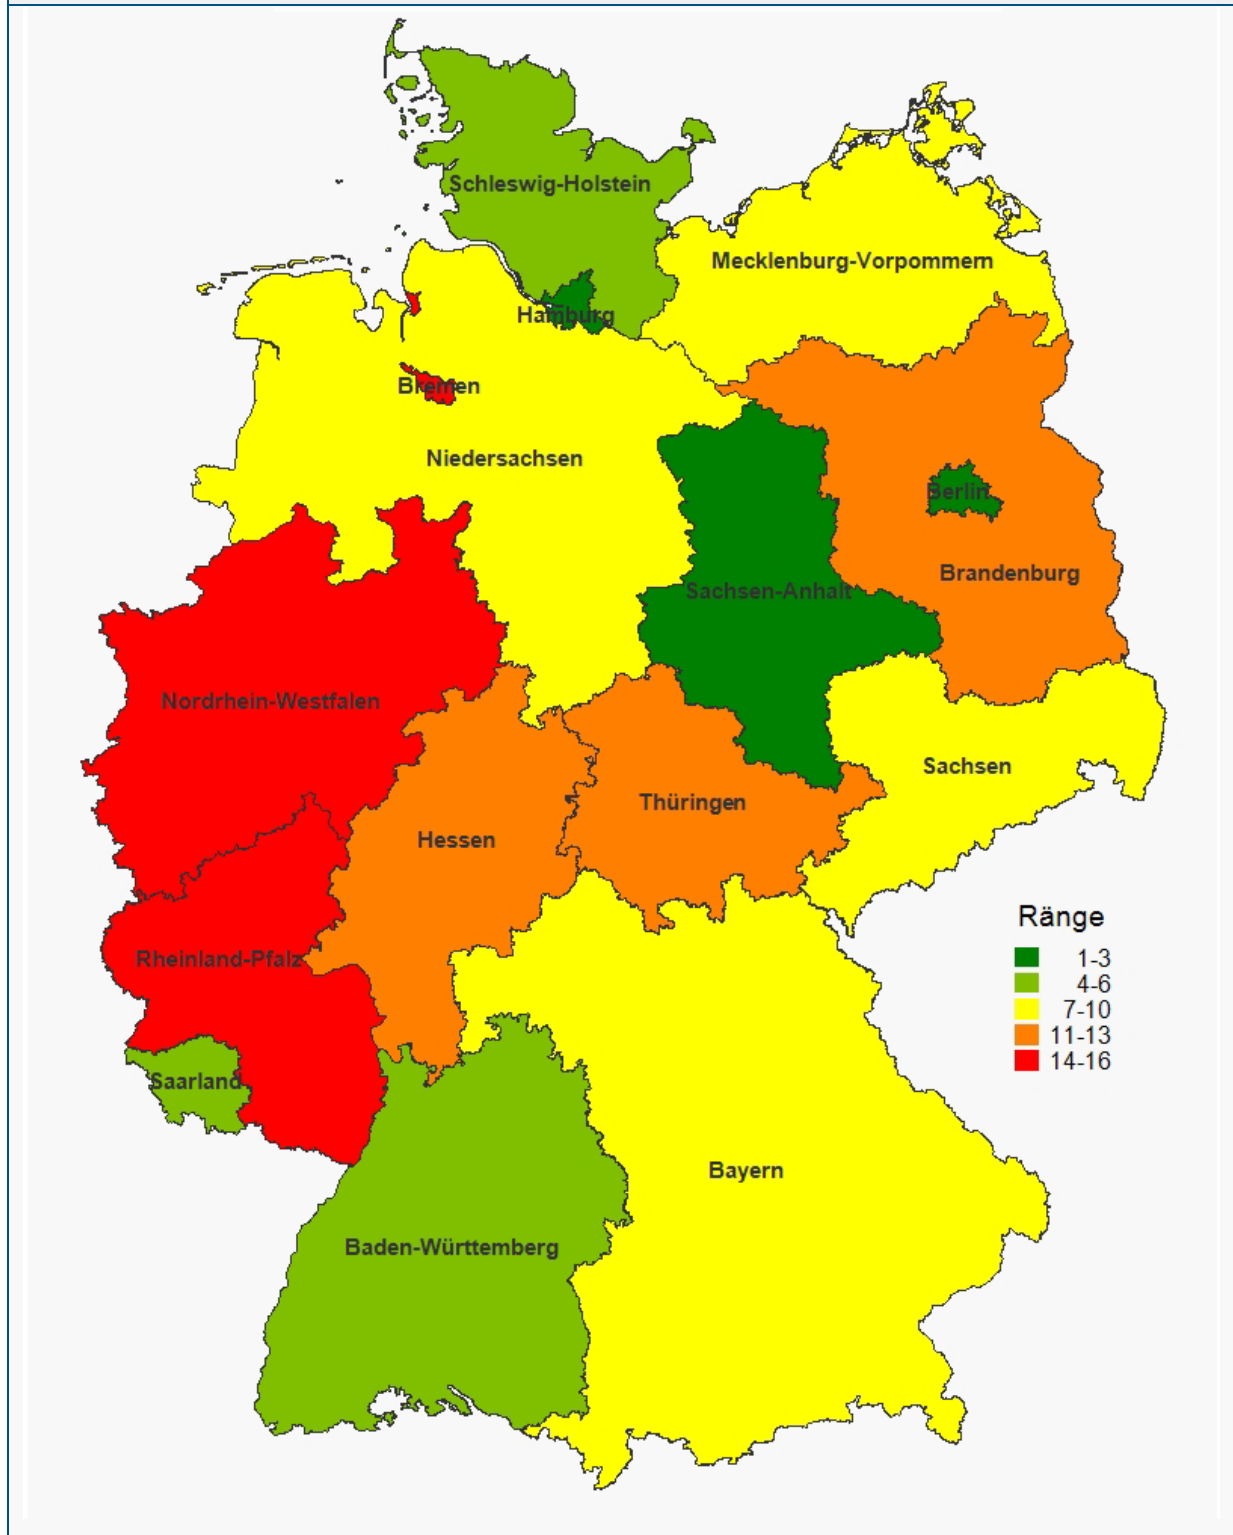 Schleswig-Holstein
Mecklenburg-Vorpommern
Hamburg
Bremen
Niedersachsen
Berlin
Brandenburg
Sachsen-Anhalt
Nordrhein-Westfalen
Sachsen
Thüringen
Hessen
Ränge
1-3
4-6
7-10
11-13
14-16
Rheinland-Pfalz
Saarland
Bayern
Baden-Württemberg